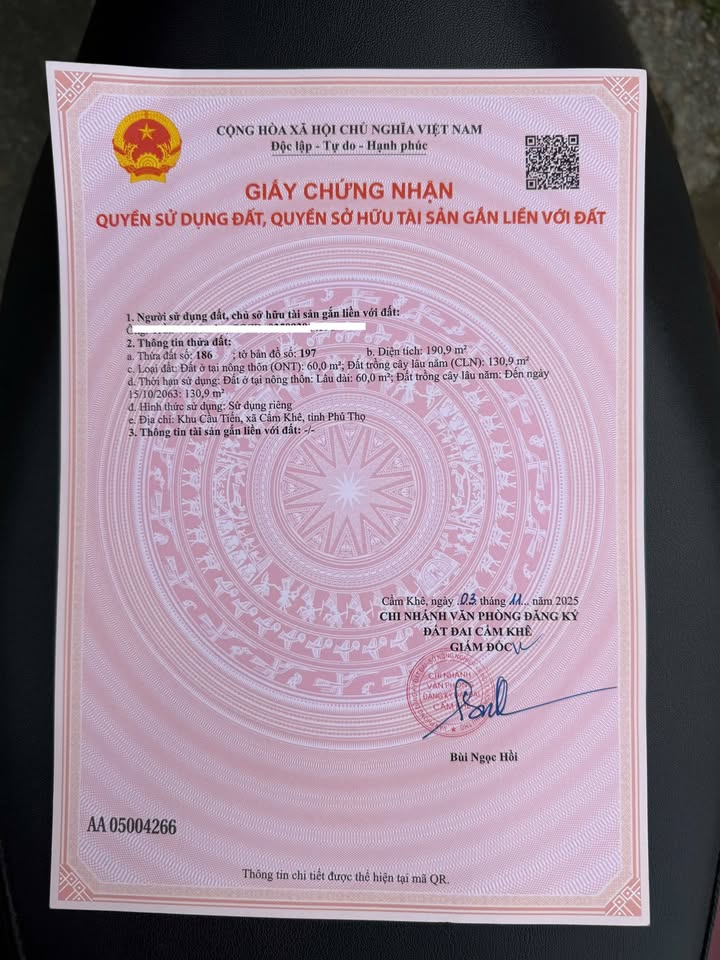 CỘNG HÒA XÃ HỘI CHỦ NGHĨA VIỆT NAM
Độc lập - Tự do - Hạnh phúc
GIẤY CHỨNG NHẬN
QUYỀN SỬ DỤNG ĐẤT, QUYỀN SỞ HỮU TÀI SẢN GẮN LIỀN VỚI ĐẤT
1. Người sử dụng đất, chủ sở hữu tài sản gắn liền với đất:
2. Thông tin thửa đất:
a. Thửa đất số: 186 ; tờ bản đồ số: 197 b. Diện tích: 190,9 m²
c. Loại đất: Đất ở tại nông thôn (ONT): 60,0 m²; Đất trồng cây lâu năm (CLN): 130,9 m²
d. Thời hạn sử dụng: Đất ở tại nông thôn: Lâu dài: 60,0 m²; Đất trồng cây lâu năm: Đến ngày
15/10/2063: 130,9 m²
đ. Hình thức sử dụng: Sử dụng riêng
e. Địa chỉ: Khu Cầu Tiến, xã Cẩm Khê, tỉnh Phú Thọ
3. Thông tin tài sản gắn liền với đất: -/-
Cẩm Khê, ngày 03 tháng 11 năm 2025
CHI NHÁNH VĂN PHÒNG ĐĂNG KÝ
ĐẤT ĐAI CẨM KHÊ
GIÁM ĐỐC
CHI NHÁNH
VĂN PHÒNG
Bùi Ngọc Hồi
AA 05004266
Thông tin chi tiết được thể hiện tại mã QR.